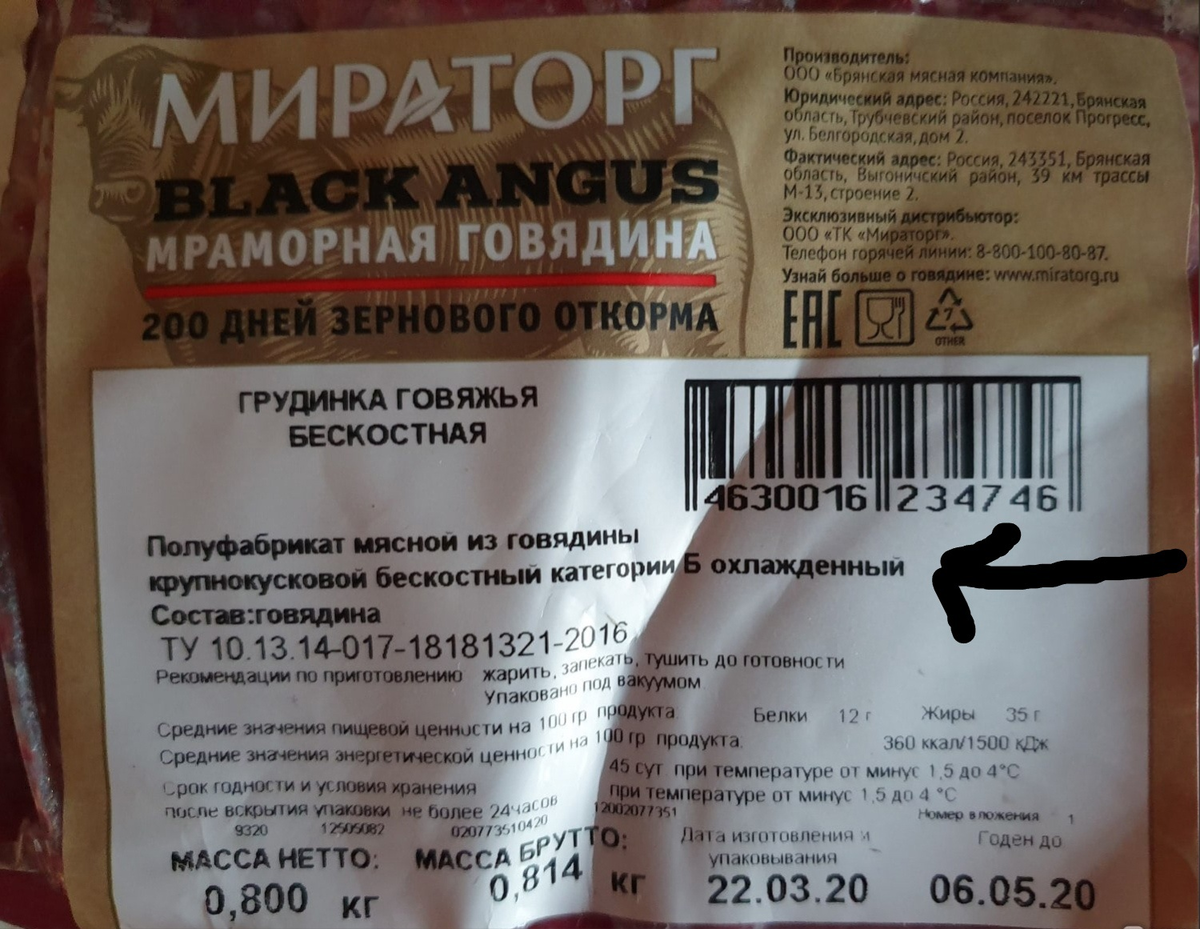 МИРАТОРГ
BLACK ANGUS
МРАМОРНАЯ ГОВЯДИНА
200 ДНЕЙ ЗЕРНОВОГО ОТКОРМА
Производитель:
ООО «Брянская мясная компания».
Юридический адрес: Россия, 242221, Брянская
область, Трубчевский район, поселок Прогресс,
ул. Белгородская, дом 2.
Фактический адрес: Россия, 243351, Брянская
область, Выгоничский район, 39 км трассы
М-13, строение 2.
Эксклюзивный дистрибьютор:
ООО «ТК «Мираторг».
Телефон горячей линии: 8-800-100-80-87.
Узнай больше о говядине: www.miratorg.ru
EAC 7
OTHER
ГРУДИНКА ГОВЯЖЬЯ
БЕСКОСТНАЯ
4630016 234746
Полуфабрикат мясной из говядины
крупнокусковой бескостный категории Б охлажденный
Состав:говядина
ТУ 10.13.14-017-18181321-2016
Рекомендации по приготовлению жарить, запекать, тушить до готовности
Упаковано под вакуумом
Средние значения пищевой ценности на 100 гр продукта Белки 12 г Жиры 35 г
Средние значения энергетической ценности на 100 гр продукта. 360 ккал/1500 кДж
Срок годности и условия хранения 45 сут при температуре от минус 1,5 до 4°С
после вскрытия упаковки не более 24часов при температуре от минус 1,5 до 4 °С
9320 12505082 020773510420 12002077351 Номер вложения 1
МАССА НЕТТО: МАССА БРУТТО: Дата изготовления и упаковывания Годен до
0,800 кг 0,814 кг 22.03.20 06.05.20